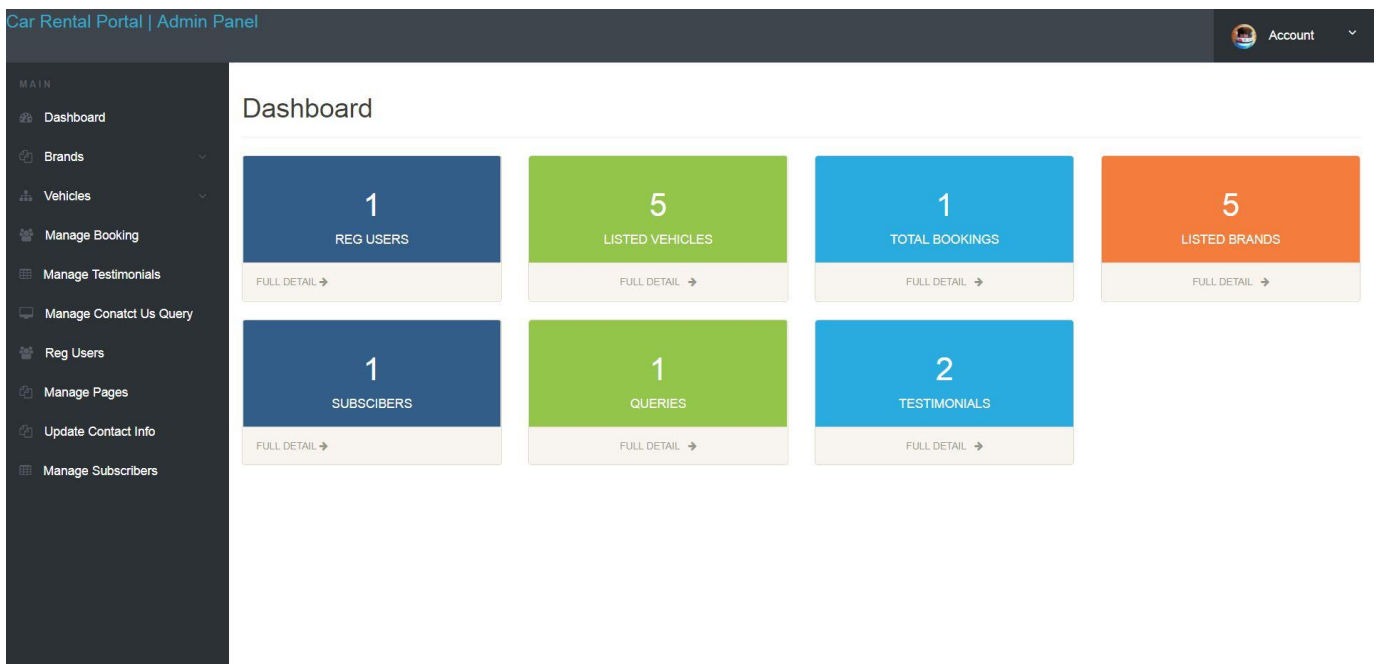 Car Rental Portal | Admin Panel
Account
MAIN
Dashboard
Brands
Vehicles
Manage Booking
Manage Testimonials
Manage Conatct Us Query
Reg Users
Manage Pages
Update Contact Info
Manage Subscribers
Dashboard
1
REG USERS
FULL DETAIL
5
LISTED VEHICLES
FULL DETAIL
1
TOTAL BOOKINGS
FULL DETAIL
5
LISTED BRANDS
FULL DETAIL
1
SUBSCIBERS
FULL DETAIL
1
QUERIES
FULL DETAIL
2
TESTIMONIALS
FULL DETAIL